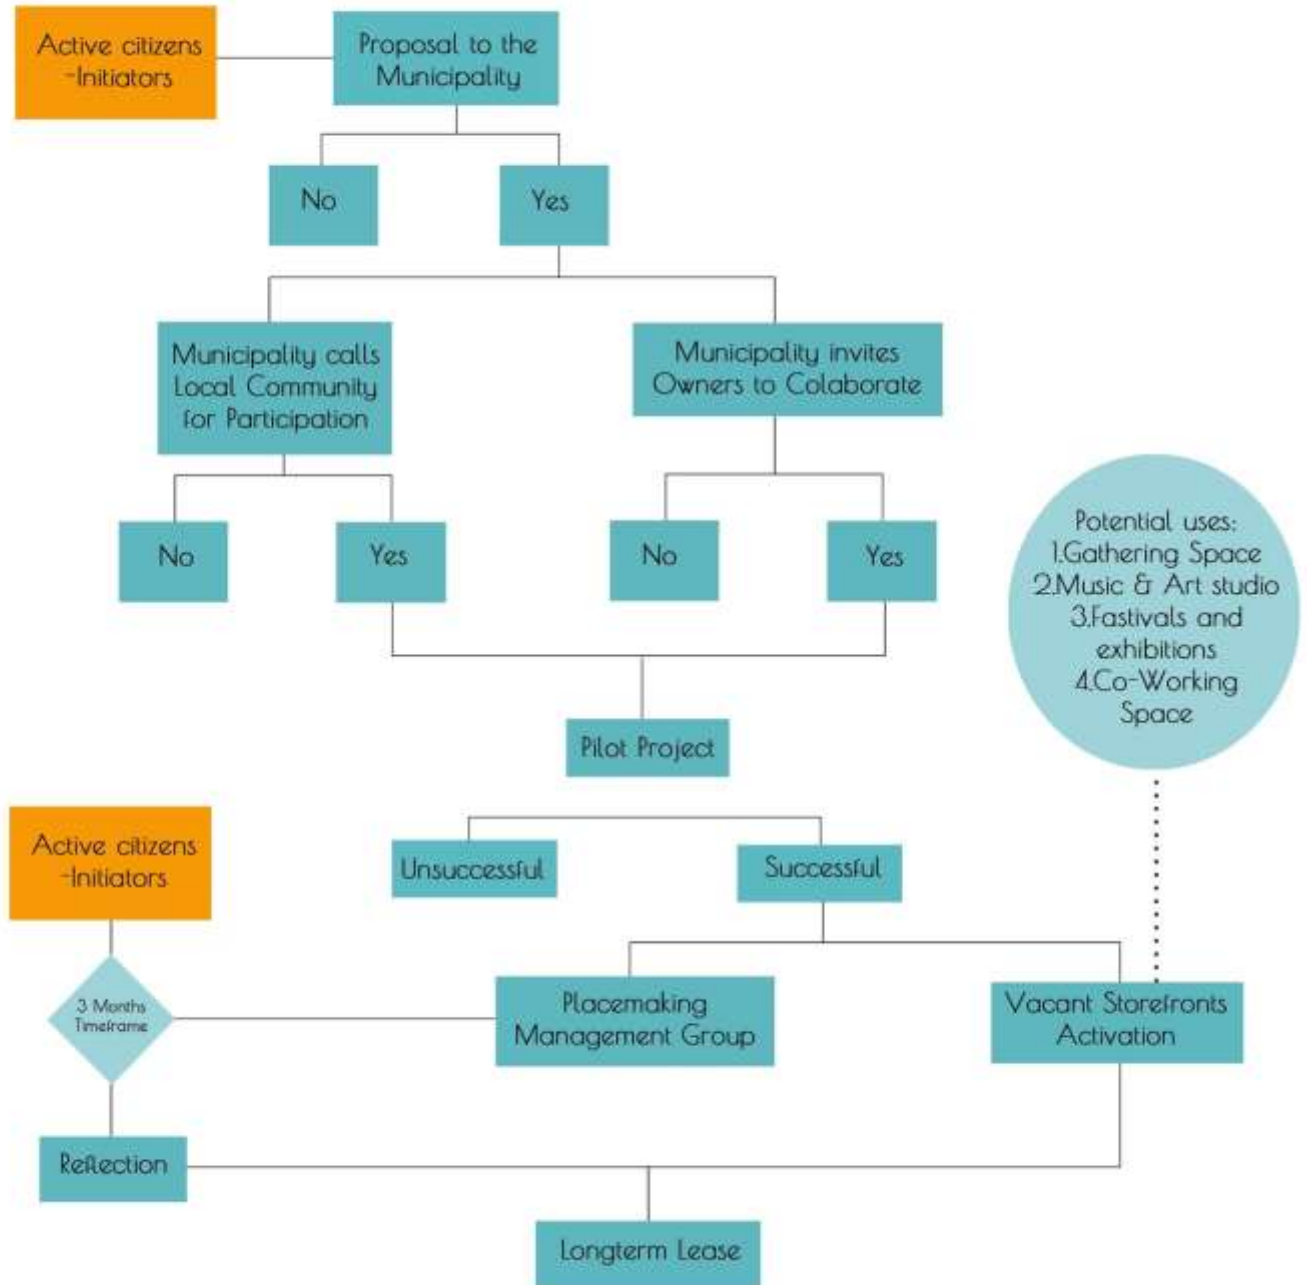 Active citizens
-Initiators
Proposal to the
Municipality
No
Yes
Municipality calls
Local Community
for Participation
Municipality invites
Owners to Colaborate
No
Yes
No
Yes
Potential uses:
1.Gathering Space
2.Music & Art studio
3.Fastivals and
exhibitions
4.Co-Working
Space
Pilot Project
Active citizens
-Initiators
Unsuccessful
Successful
3 Months
Timeframe
Placemaking
Management Group
Vacant Storefronts
Activation
Reflection
Longterm Lease